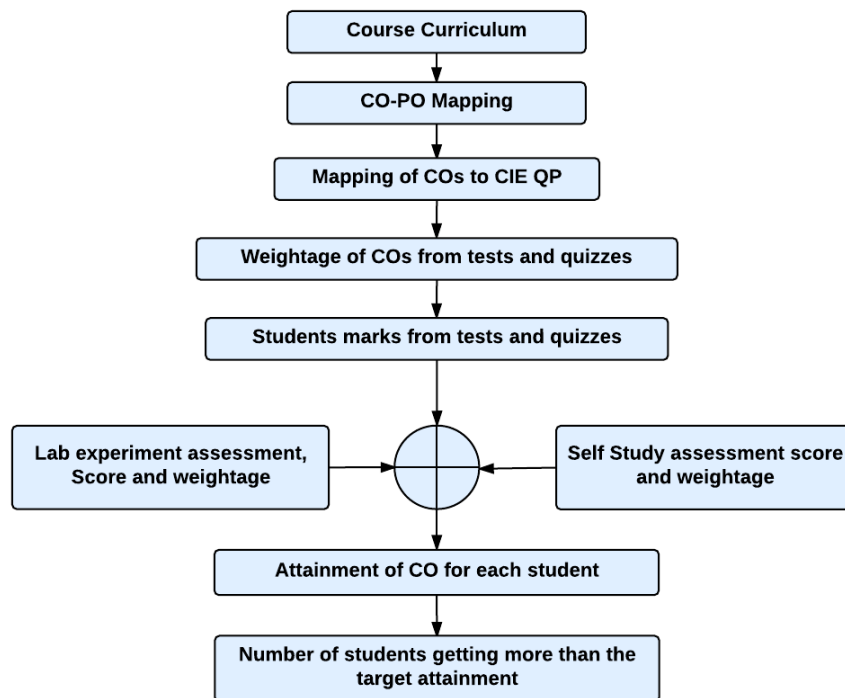 Course Curriculum
CO-PO Mapping
Mapping of COs to CIE QP
Weightage of COs from tests and quizzes
Students marks from tests and quizzes
Lab experiment assessment,
Score and weightage
Self Study assessment score
and weightage
Attainment of CO for each student
Number of students getting more than the
target attainment